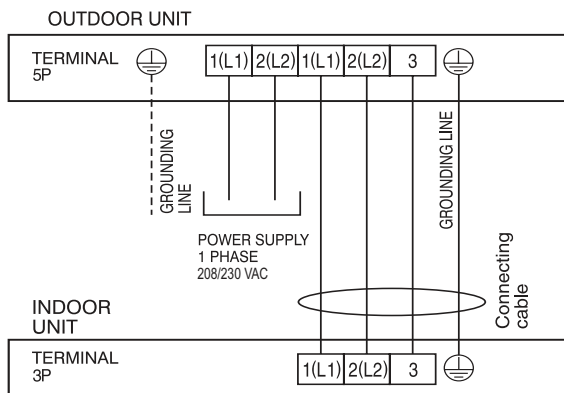 OUTDOOR UNIT
TERMINAL
5P
1(L1) 2(L2) 1(L1) 2(L2) 3
GROUNDING
LINE
GROUNDING LINE
POWER SUPPLY
1 PHASE
208/230 VAC
Connecting
cable
INDOOR
UNIT
TERMINAL
3P
1(L1) 2(L2) 3